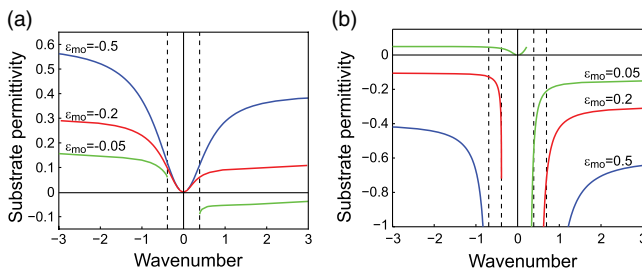 (a)
Substrate permittivity
0.6
0.5
0.4
0.3
0.2
0.1
0
−0.1
εmo=-0.5
εmo=-0.2
εmo=-0.05
−3 −2 −1 0 1 2 3
Wavenumber
(b)
Substrate permittivity
0
−0.2
−0.4
−0.6
−0.8
−1
εmo=0.05
εmo=0.2
εmo=0.5
−3 −2 −1 0 1 2 3
Wavenumber